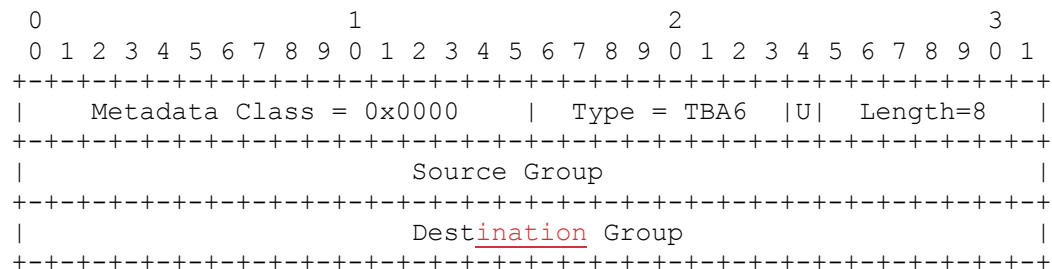 0                   1                   2                   3
 0 1 2 3 4 5 6 7 8 9 0 1 2 3 4 5 6 7 8 9 0 1 2 3 4 5 6 7 8 9 0 1
+-+-+-+-+-+-+-+-+-+-+-+-+-+-+-+-+-+-+-+-+-+-+-+-+-+-+-+-+-+-+-+-+
|    Metadata Class = 0x0000    |  Type = TBA6  |U|  Length=8   |
+-+-+-+-+-+-+-+-+-+-+-+-+-+-+-+-+-+-+-+-+-+-+-+-+-+-+-+-+-+-+-+-+
|                        Source Group                           |
+-+-+-+-+-+-+-+-+-+-+-+-+-+-+-+-+-+-+-+-+-+-+-+-+-+-+-+-+-+-+-+-+
|                        Destination Group                      |
+-+-+-+-+-+-+-+-+-+-+-+-+-+-+-+-+-+-+-+-+-+-+-+-+-+-+-+-+-+-+-+-+